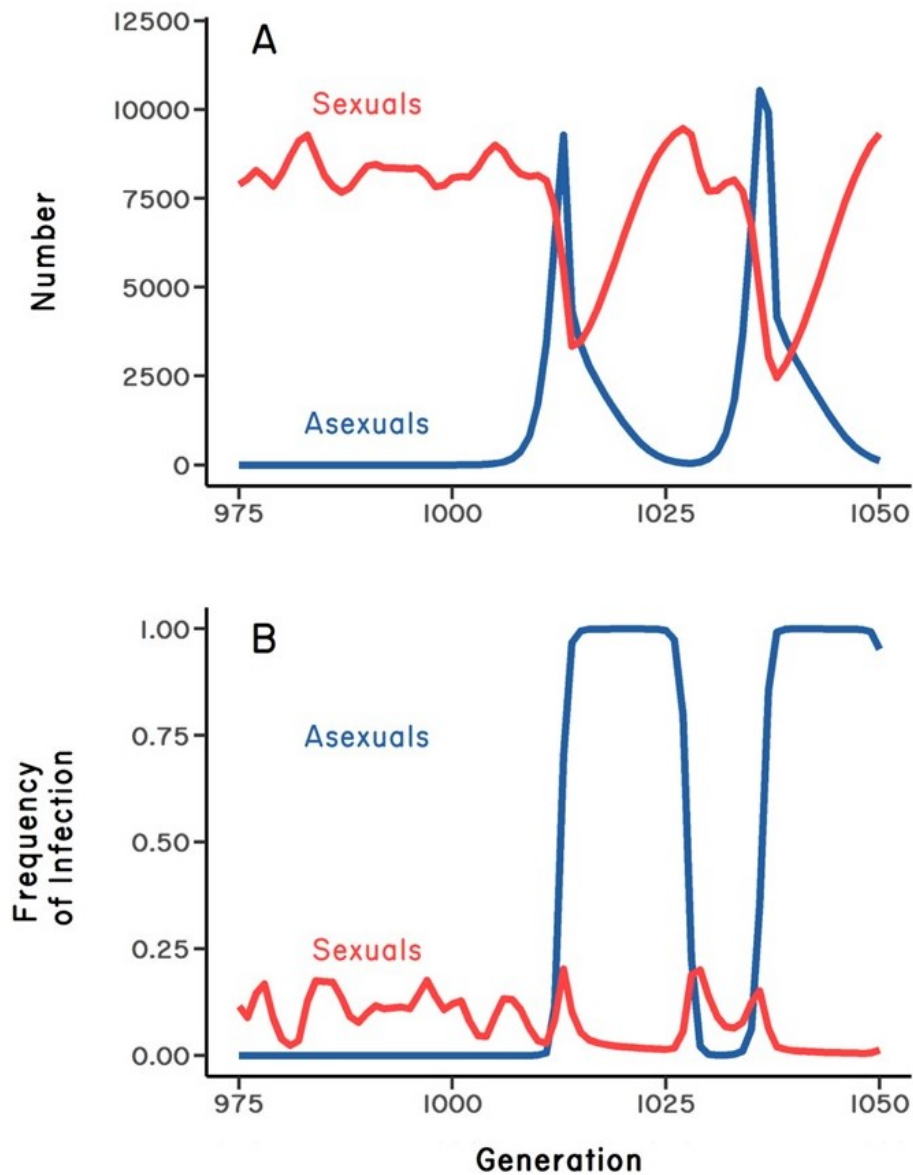 A
12500
10000
7500
5000
2500
0
Number
Sexuals
Asexuals
975
1000
1025
1050
B
1.00
0.75
0.50
0.25
0.00
Frequency
of Infection
Asexuals
Sexuals
975
1000
1025
1050
Generation